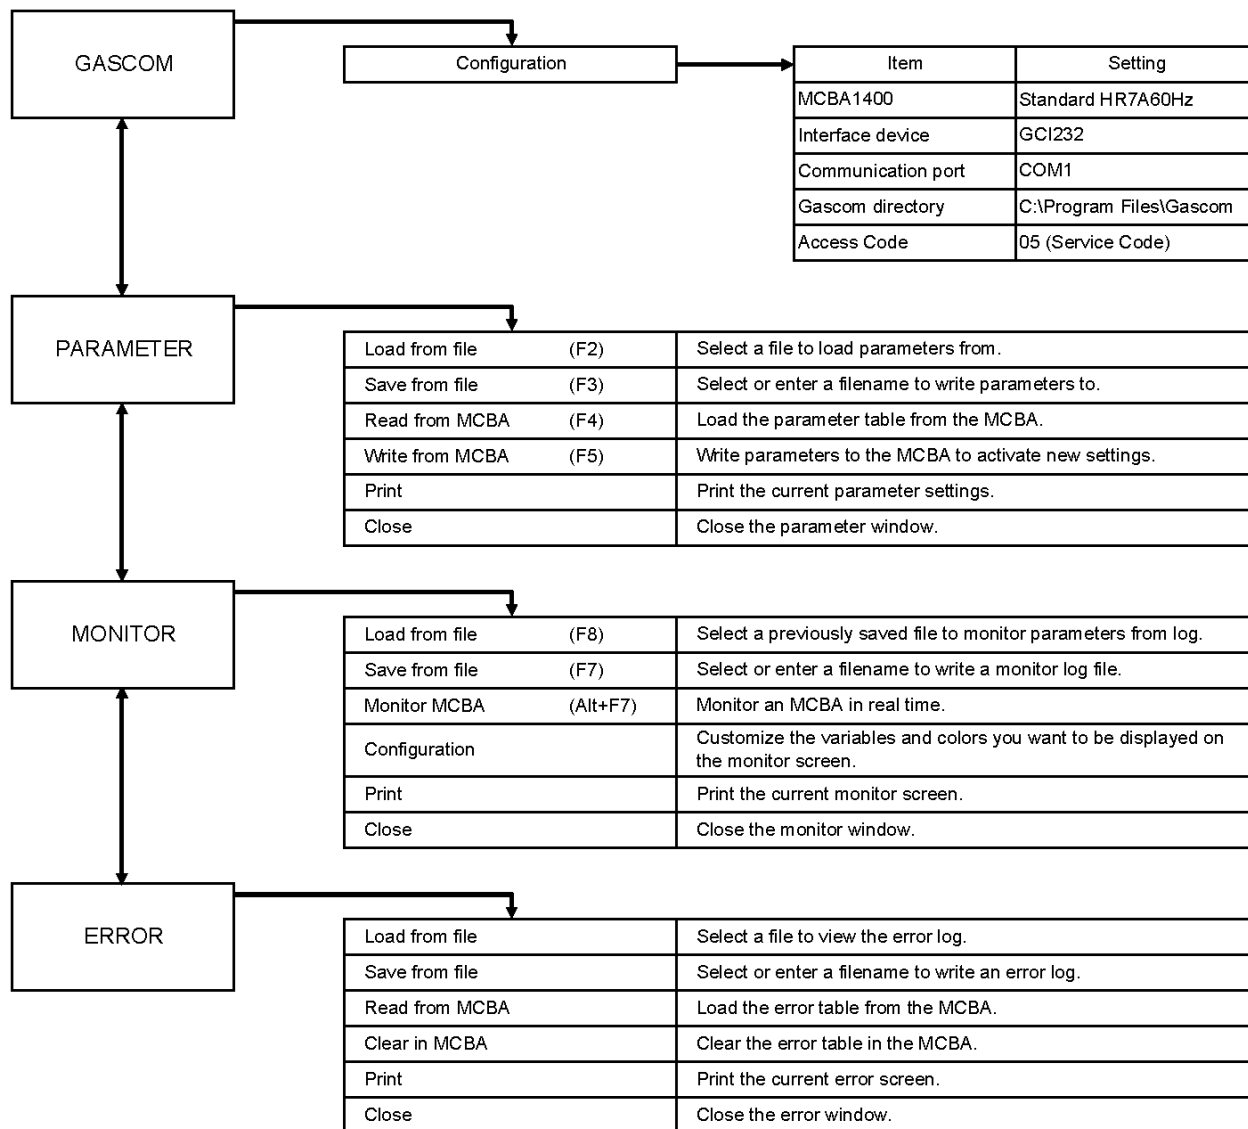 GASCOM
Configuration
Item Setting
MCBA1400 Standard HR7A60Hz
Interface device GCI232
Communication port COM1
Gascom directory C:\Program Files\Gascom
Access Code 05 (Service Code)
PARAMETER
Load from file (F2) Select a file to load parameters from.
Save from file (F3) Select or enter a filename to write parameters to.
Read from MCBA (F4) Load the parameter table from the MCBA.
Write from MCBA (F5) Write parameters to the MCBA to activate new settings.
Print Print the current parameter settings.
Close Close the parameter window.
MONITOR
Load from file (F8) Select a previously saved file to monitor parameters from log.
Save from file (F7) Select or enter a filename to write a monitor log file.
Monitor MCBA (Alt+F7) Monitor an MCBA in real time.
Configuration Customize the variables and colors you want to be displayed on
the monitor screen.
Print Print the current monitor screen.
Close Close the monitor window.
ERROR
Load from file Select a file to view the error log.
Save from file Select or enter a filename to write an error log.
Read from MCBA Load the error table from the MCBA.
Clear in MCBA Clear the error table in the MCBA.
Print Print the current error screen.
Close Close the error window.